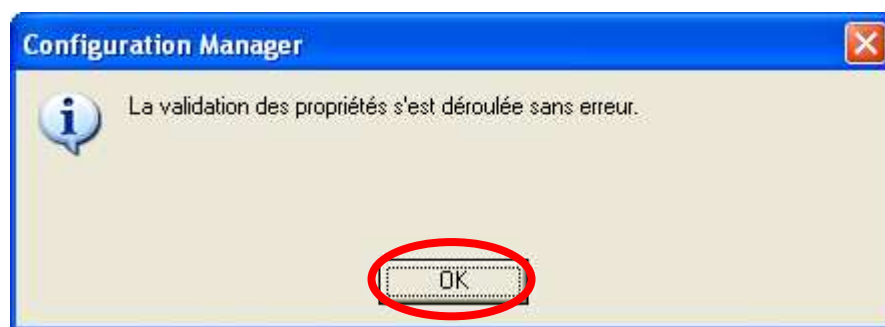 Configuration Manager
La validation des propriétés s'est déroulée sans erreur.
OK